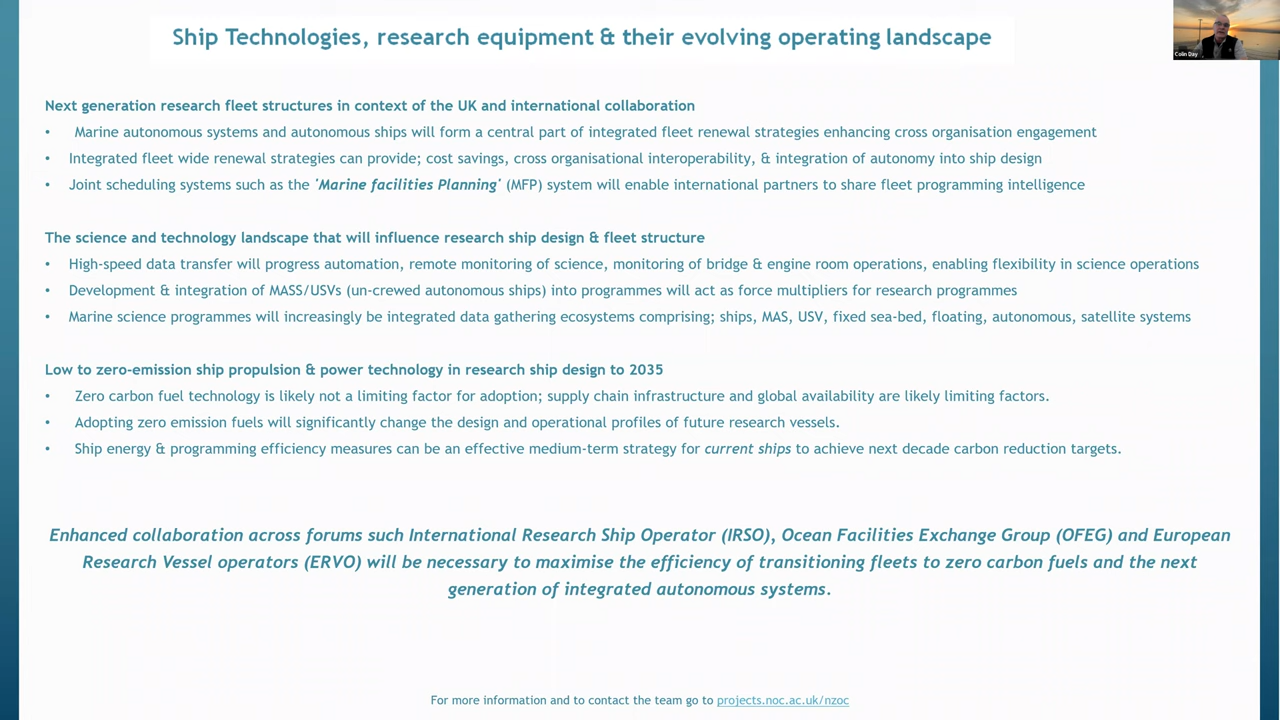 Ship Technologies, research equipment & their evolving operating landscape
Colin Day
Next generation research fleet structures in context of the UK and international collaboration
• Marine autonomous systems and autonomous ships will form a central part of integrated fleet renewal strategies enhancing cross organisation engagement
• Integrated fleet wide renewal strategies can provide; cost savings, cross organisational interoperability, & integration of autonomy into ship design
• Joint scheduling systems such as the 'Marine facilities Planning' (MFP) system will enable international partners to share fleet programming intelligence
The science and technology landscape that will influence research ship design & fleet structure
• High-speed data transfer will progress automation, remote monitoring of science, monitoring of bridge & engine room operations, enabling flexibility in science operations
• Development & integration of MASS/USVs (un-crewed autonomous ships) into programmes will act as force multipliers for research programmes
• Marine science programmes will increasingly be integrated data gathering ecosystems comprising; ships, MAS, USV, fixed sea-bed, floating, autonomous, satellite systems
Low to zero-emission ship propulsion & power technology in research ship design to 2035
• Zero carbon fuel technology is likely not a limiting factor for adoption; supply chain infrastructure and global availability are likely limiting factors.
• Adopting zero emission fuels will significantly change the design and operational profiles of future research vessels.
• Ship energy & programming efficiency measures can be an effective medium-term strategy for current ships to achieve next decade carbon reduction targets.
Enhanced collaboration across forums such International Research Ship Operator (IRSO), Ocean Facilities Exchange Group (OFEG) and European
Research Vessel operators (ERVO) will be necessary to maximise the efficiency of transitioning fleets to zero carbon fuels and the next
generation of integrated autonomous systems.
For more information and to contact the team go to projects.noc.ac.uk/nzoc